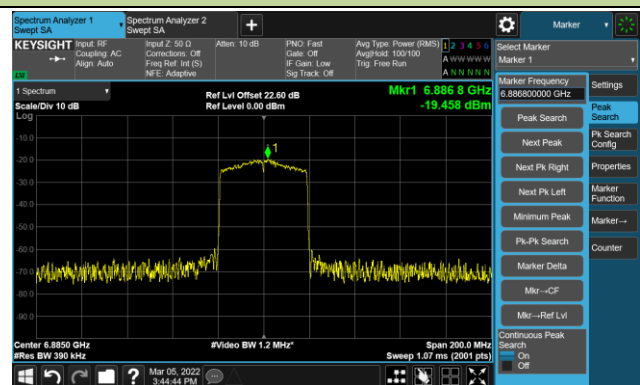 Spectrum Analyzer 1
Swept SA
Spectrum Analyzer 2
Swept SA
+
Marker
KEYSIGHT
Input: RF
Coupling: AC
Align: Auto
Input Z: 50 Ω
Corrections: Off
Freq Ref: Int (S)
NFE: Adaptive
Atten: 10 dB
PNO: Fast
Gate: Off
IF Gain: Low
Sig Track: Off
Avg Type: Power (RMS)
Avg|Hold: 100/100
Trig: Free Run
1 2 3 4 5 6
A W W W W W
A N N N N N
LW
Select Marker
Marker 1
1 Spectrum
Scale/Div 10 dB
Log
Ref Lvl Offset 22.60 dB
Ref Level 0.00 dBm
Mkr1 6.886 8 GHz
-19.458 dBm
-10.0
-20.0
-30.0
-40.0
-50.0
-60.0
-70.0
-80.0
-90.0
1
Center 6.8850 GHz
#Res BW 390 kHz
#Video BW 1.2 MHz*
Span 200.0 MHz
Sweep 1.07 ms (2001 pts)
Marker Frequency
6.886800000 GHz
Peak Search
Next Peak
Next Pk Right
Next Pk Left
Minimum Peak
Pk-Pk Search
Marker Delta
Mkr→CF
Mkr→Ref Lvl
Continuous Peak
Search
On
Off
Settings
Peak
Search
Pk Search
Config
Properties
Marker
Function
Marker→
Counter
?
Mar 05, 2022
3:44:44 PM